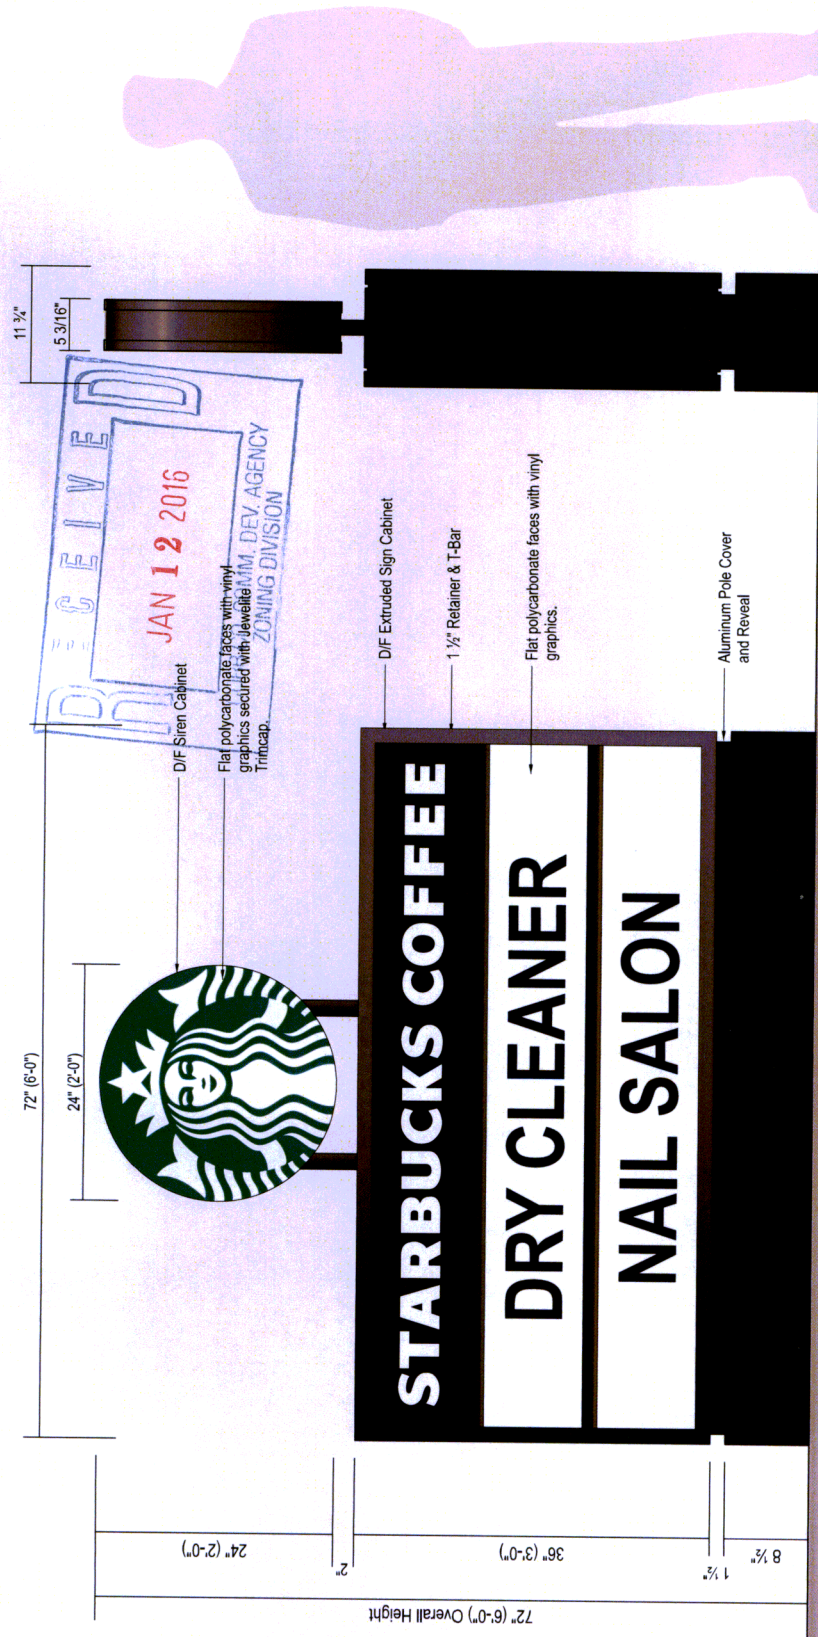 72" (6'-0")
24" (2'-0")
11 ¾"
5 3/16"
RECEIVED
JAN 12 2016
COMM. DEV. AGENCY
ZONING DIVISION
D/F Siren Cabinet
Flat polycarbonate faces with vinyl
graphics secured with Jewelite
Trimcap.
D/F Extruded Sign Cabinet
1 ½" Retainer & T-Bar
Flat polycarbonate faces with vinyl
graphics.
Aluminum Pole Cover
and Reveal
STARBUCKS COFFEE
DRY CLEANER
NAIL SALON
24" (2'-0")
2"
36" (3'-0")
1 ½"
8 ½"
72" (6'-0") Overall Height